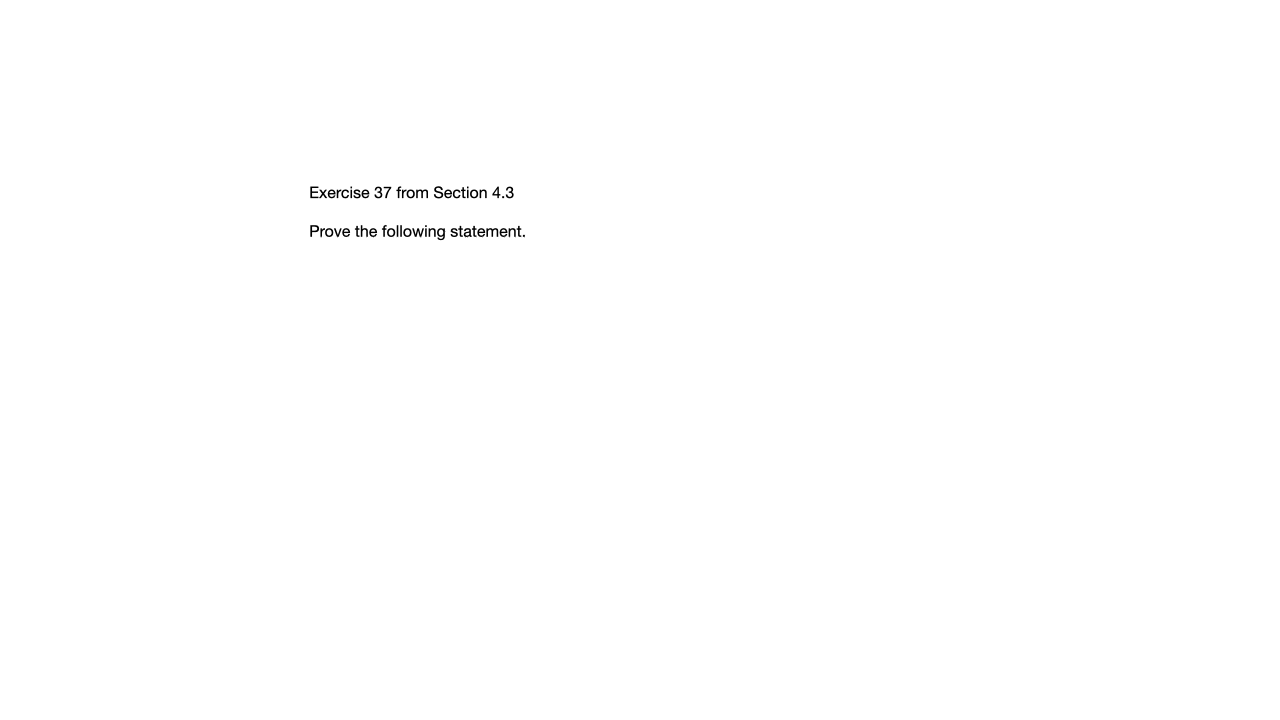 Exercise 37 from Section 4.3
Prove the following statement.